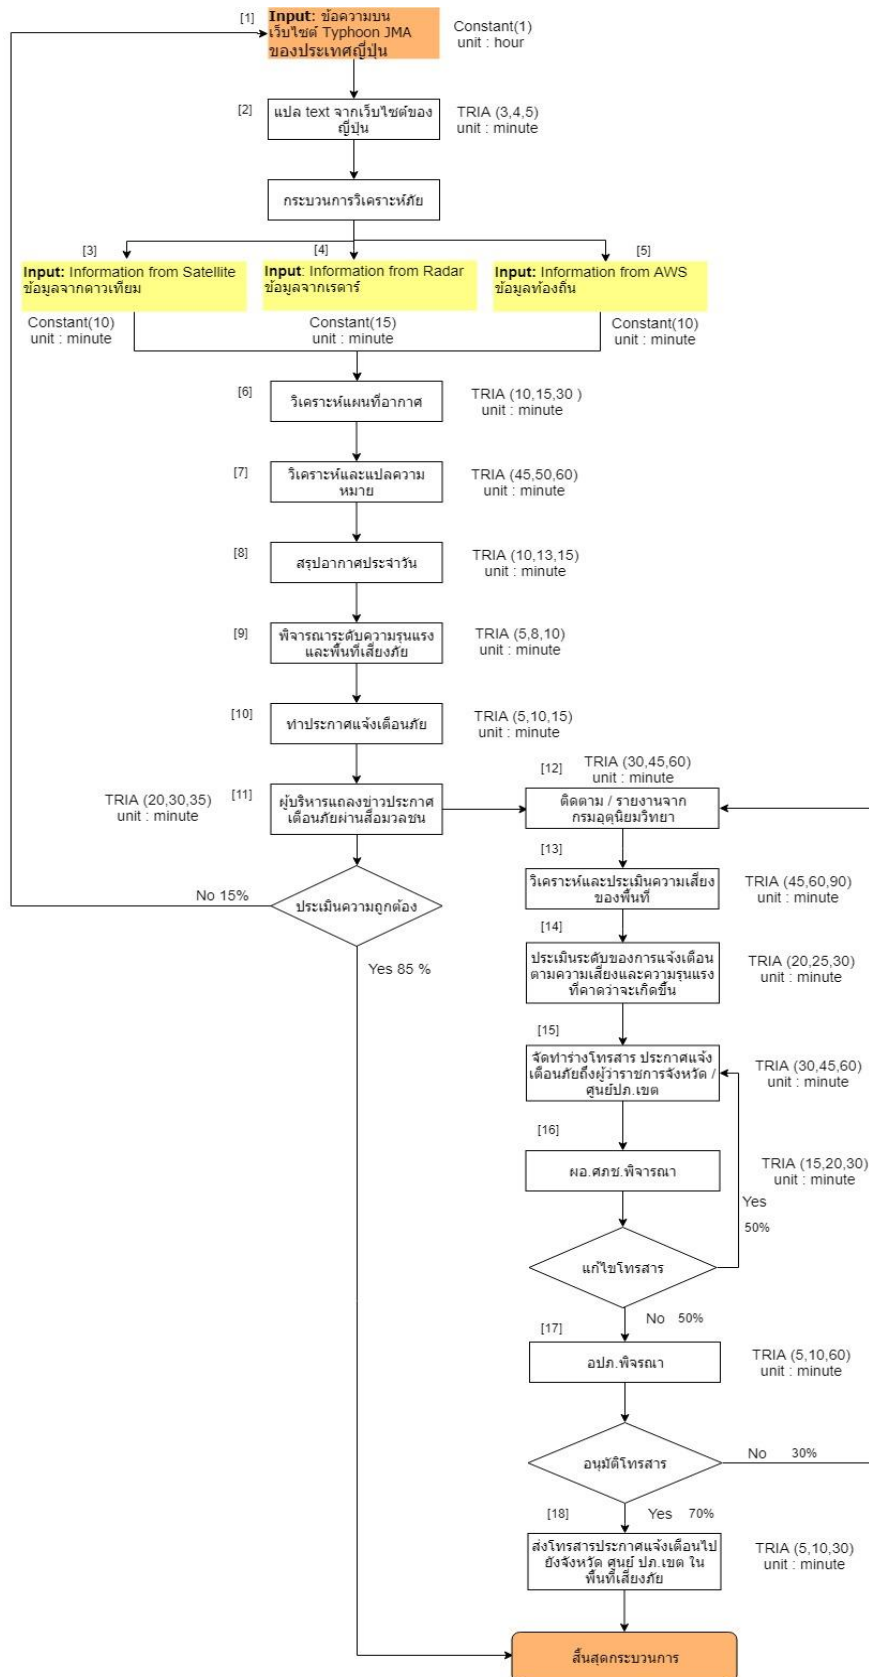 [1]
Input: ข้อความบน
เว็บไซต์ Typhoon JMA
ของประเทศญี่ปุ่น
Constant(1)
unit : hour
[2]
แปล text จากเว็บไซต์ของ
ญี่ปุ่น
TRIA (3,4,5)
unit : minute
กระบวนการวิเคราะห์ภัย
[3]
[4]
[5]
Input: Information from Satellite
ข้อมูลจากดาวเทียม
Input: Information from Radar
ข้อมูลจากเรดาร์
Input: Information from AWS
ข้อมูลท้องถิ่น
Constant(10)
unit : minute
Constant(15)
unit : minute
Constant(10)
unit : minute
[6]
วิเคราะห์แผนที่อากาศ
TRIA (10,15,30 )
unit : minute
[7]
วิเคราะห์และแปลความ
หมาย
TRIA (45,50,60)
unit : minute
[8]
สรุปอากาศประจำวัน
TRIA (10,13,15)
unit : minute
[9]
พิจารณาระดับความรุนแรง
และพื้นที่เสี่ยงภัย
TRIA (5,8,10)
unit : minute
[10]
ทำประกาศแจ้งเตือนภัย
TRIA (5,10,15)
unit : minute
TRIA (20,30,35)
unit : minute
[11]
ผู้บริหารแถลงข่าวประกาศ
เตือนภัยผ่านสื่อมวลชน
[12]
TRIA (30,45,60)
unit : minute
ติดตาม / รายงานจาก
กรมอุตุนิยมวิทยา
No 15%
ประเมินความถูกต้อง
Yes 85 %
[13]
วิเคราะห์และประเมินความเสี่ยง
ของพื้นที่
TRIA (45,60,90)
unit : minute
[14]
ประเมินระดับของการแจ้งเตือน
ตามความเสี่ยงและความรุนแรง
ที่คาดว่าจะเกิดขึ้น
TRIA (20,25,30)
unit : minute
[15]
จัดทำร่างโทรสาร ประกาศแจ้ง
เตือนภัยถึงผู้ว่าราชการจังหวัด /
ศูนย์ปภ.เขต
TRIA (30,45,60)
unit : minute
[16]
ผอ.ศภช.พิจารณา
TRIA (15,20,30)
unit : minute
Yes
50%
แก้ไขโทรสาร
No 50%
[17]
อปภ.พิจรณา
TRIA (5,10,60)
unit : minute
อนุมัติโทรสาร
No 30%
Yes 70%
[18]
ส่งโทรสารประกาศแจ้งเตือนไป
ยังจังหวัด ศูนย์ ปภ.เขต ใน
พื้นที่เสี่ยงภัย
TRIA (5,10,30)
unit : minute
สิ้นสุดกระบวนการ